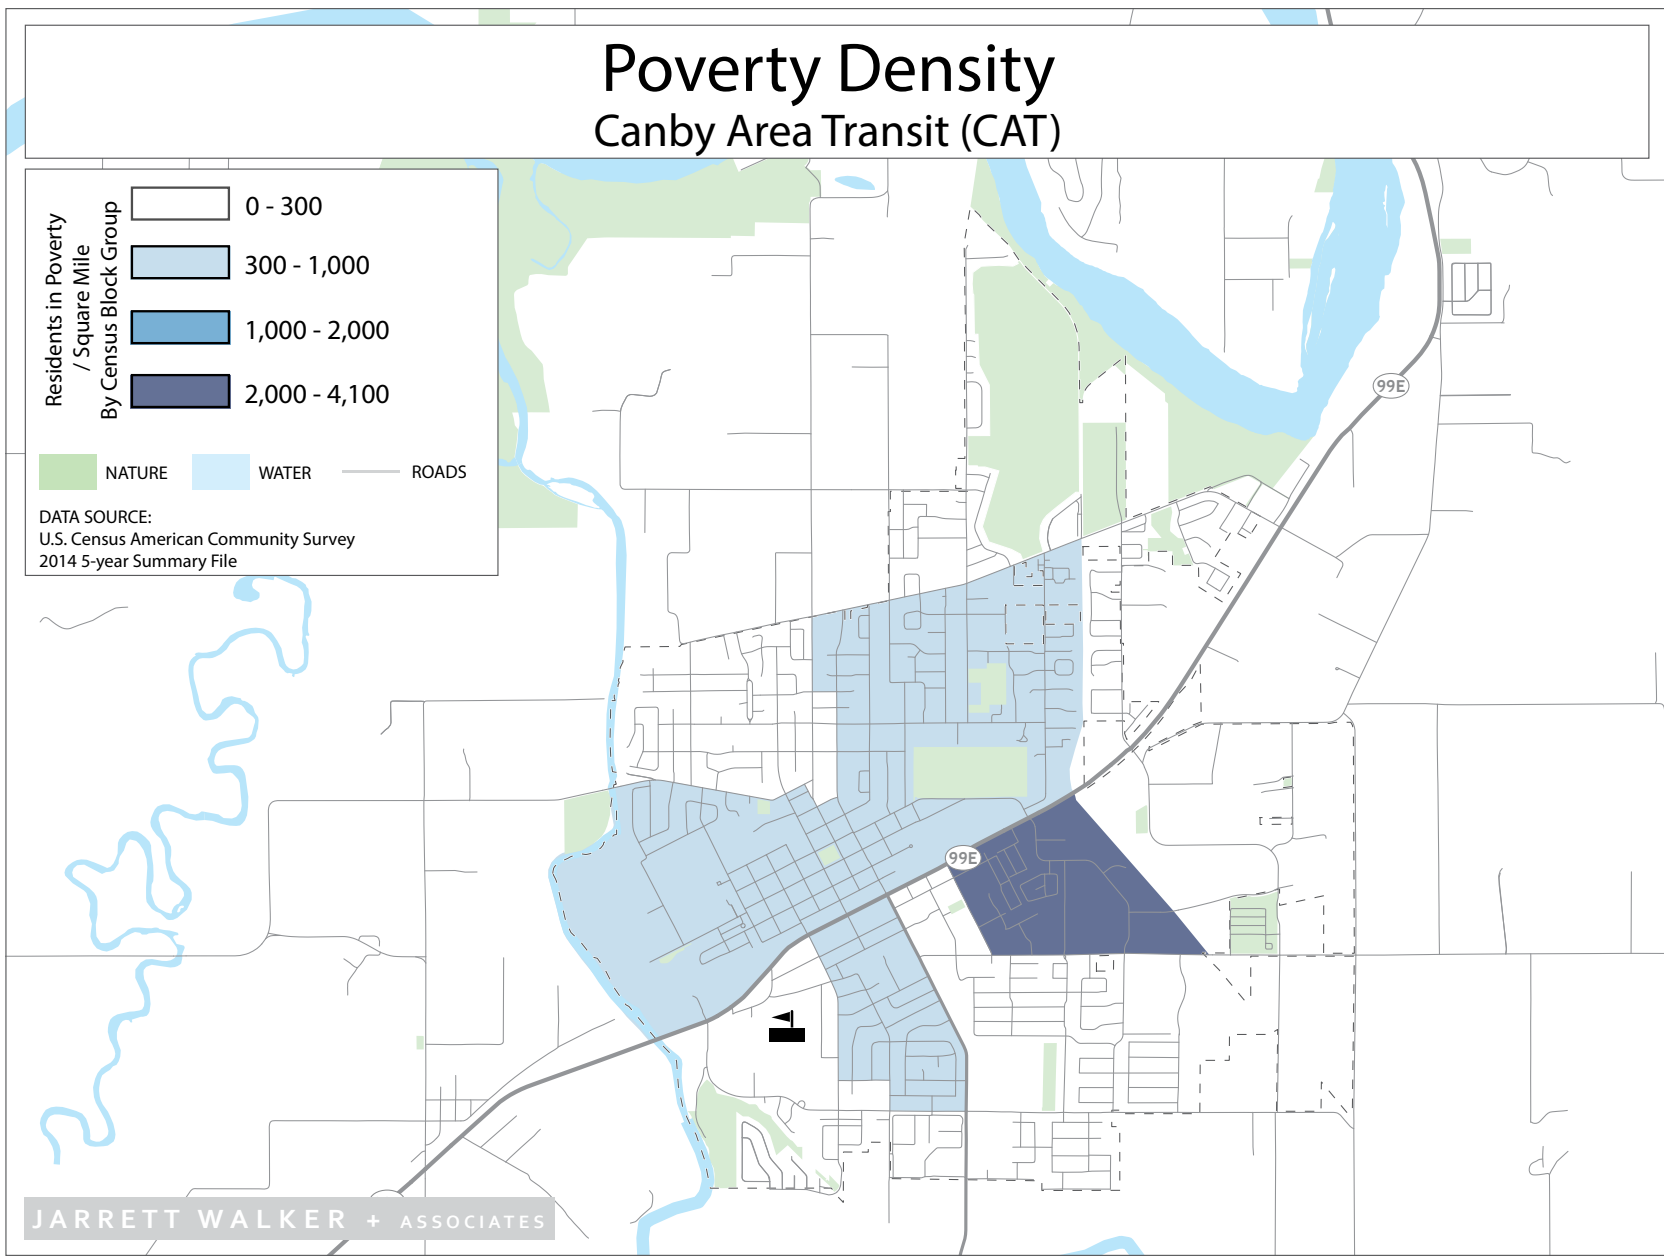 Poverty Density
Canby Area Transit (CAT)
Residents in Poverty
/ Square Mile
By Census Block Group
0 - 300
300 - 1,000
1,000 - 2,000
2,000 - 4,100
NATURE
WATER
ROADS
DATA SOURCE:
U.S. Census American Community Survey
2014 5-year Summary File
99E
99E
JARRETT WALKER + ASSOCIATES